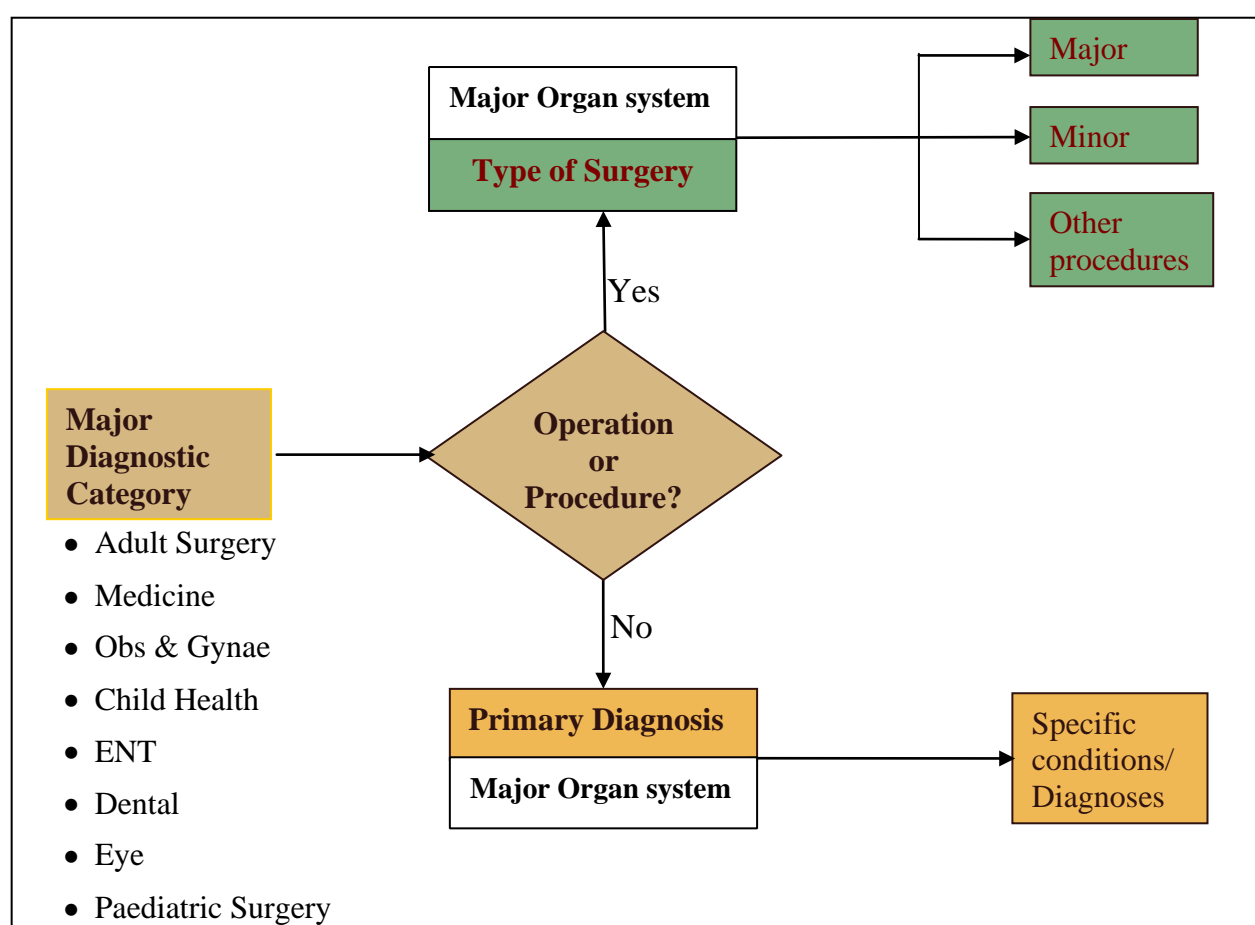 Major
Major Organ system
Minor
Type of Surgery
Other
procedures
Yes
Major
Diagnostic
Category
Operation
or
Procedure?
• Adult Surgery
• Medicine
• Obs & Gynae
• Child Health
• ENT
• Dental
• Eye
• Paediatric Surgery
No
Primary Diagnosis
Major Organ system
Specific
conditions/
Diagnoses